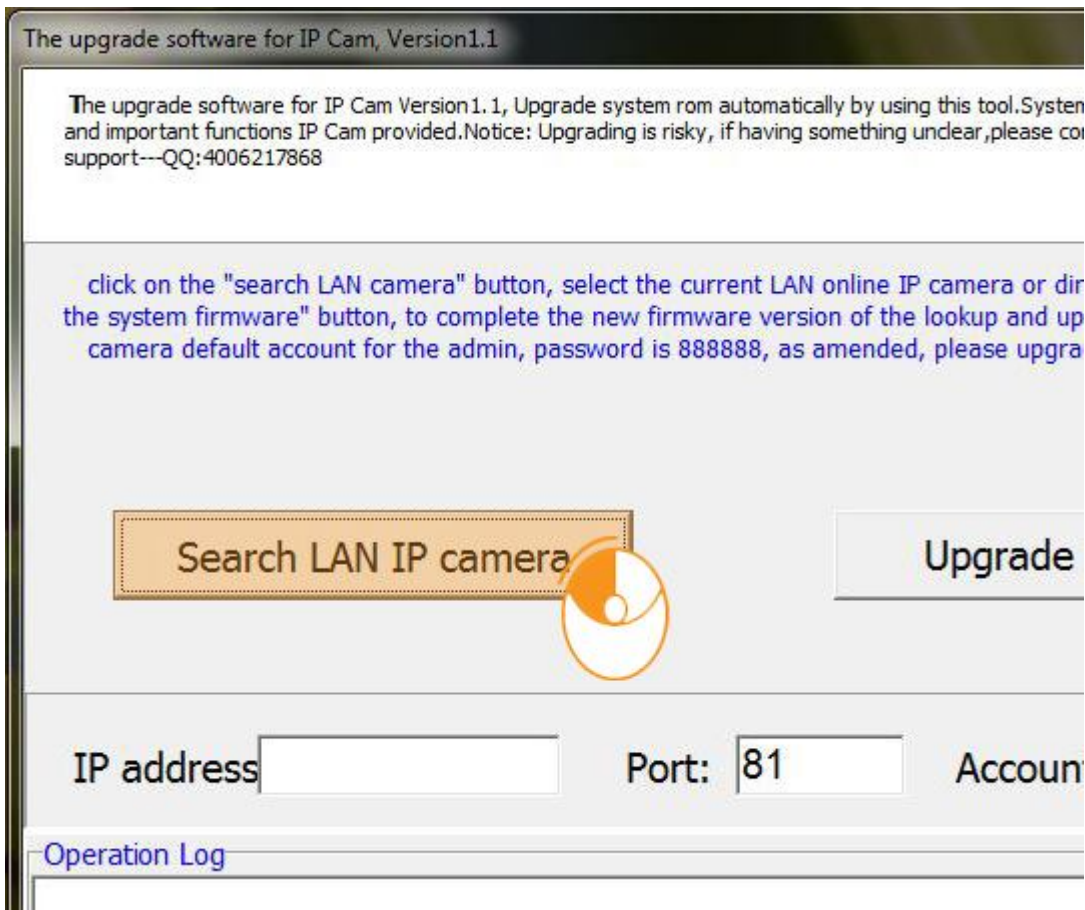 The upgrade software for IP Cam, Version1.1
The upgrade software for IP Cam Version1.1, Upgrade system rom automatically by using this tool.System
and important functions IP Cam provided.Notice: Upgrading is risky, if having something unclear,please
support---QQ:4006217868
click on the "search LAN camera" button, select the current LAN online IP camera or
the system firmware" button, to complete the new firmware version of the lookup and
camera default account for the admin, password is 888888, as amended, please
Search LAN IP camera
Upgrade
IP address
Port: 81
Account
Operation Log